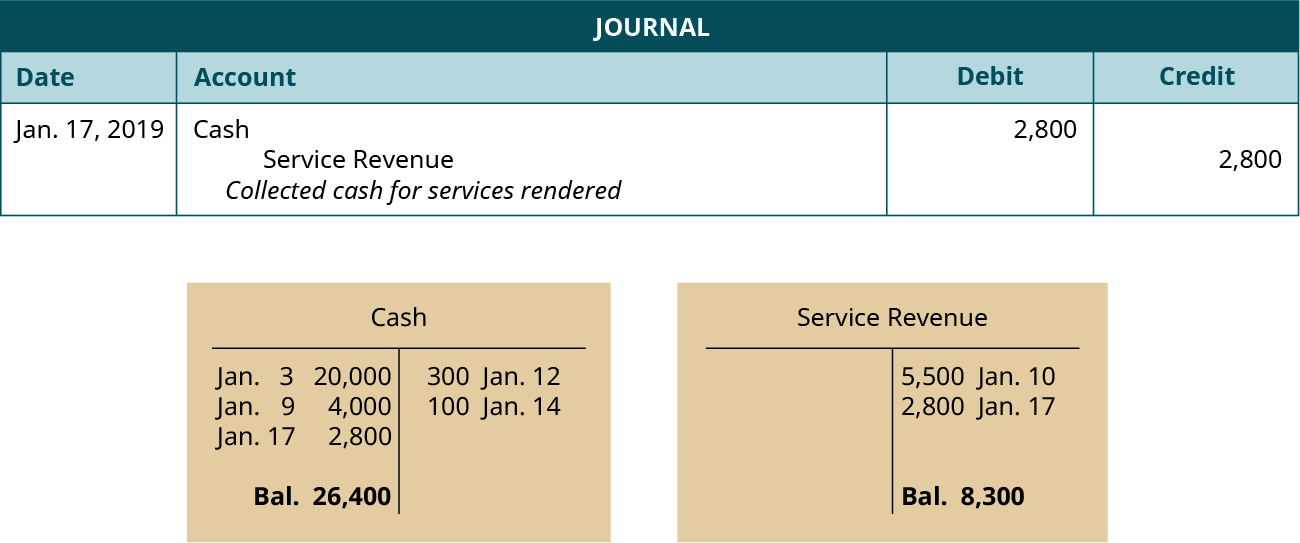 JOURNAL
Date Account Debit Credit
Jan. 17, 2019 Cash 2,800
Service Revenue 2,800
Collected cash for services rendered
Cash
Jan. 3 20,000 300 Jan. 12
Jan. 9 4,000 100 Jan. 14
Jan. 17 2,800
Bal. 26,400
Service Revenue
5,500 Jan. 10
2,800 Jan. 17
Bal. 8,300